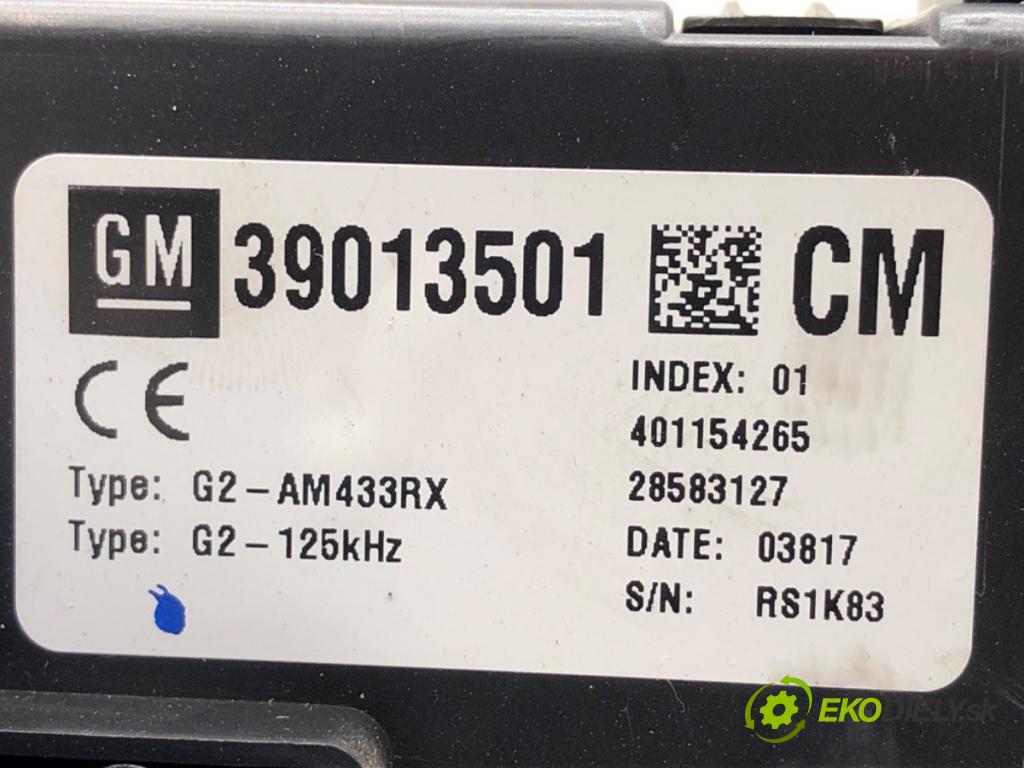 GM 39013501 CM
CE
INDEX: 01
401154265
Type: G2-AM433RX
28583127
Type: G2-125kHz
DATE: 03817
S/N: RS1K83
EKODIELY.sk